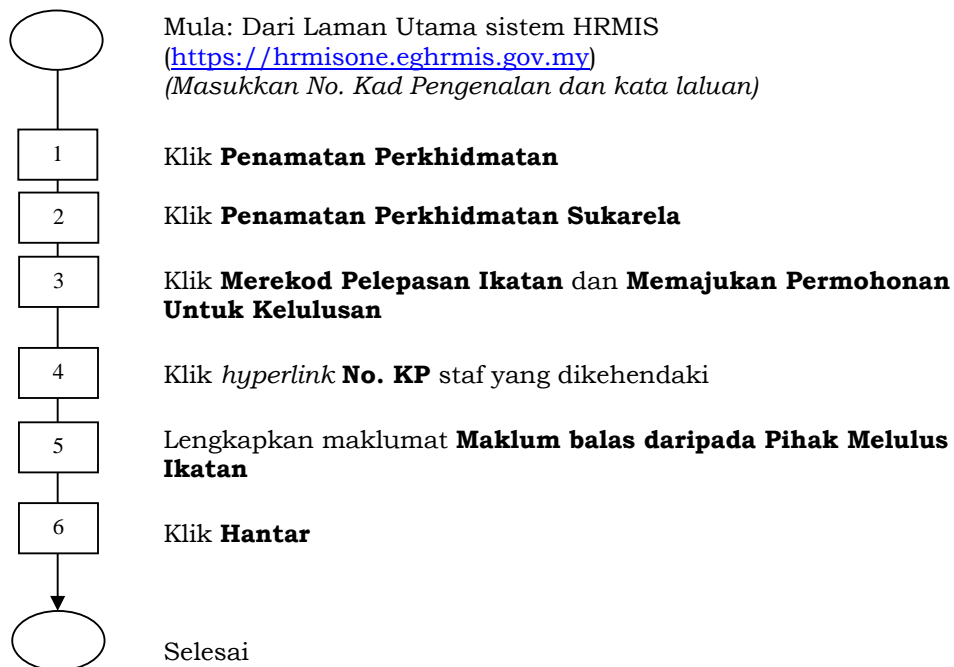 Mula: Dari Laman Utama sistem HRMIS
(https://hrmisone.eghrmis.gov.my)
(Masukkan No. Kad Pengenalan dan kata laluan)
1
Klik Penamatan Perkhidmatan
2
Klik Penamatan Perkhidmatan Sukarela
3
Klik Merekod Pelepasan Ikatan dan Memajukan Permohonan
Untuk Kelulusan
4
Klik hyperlink No. KP staf yang dikehendaki
5
Lengkapkan maklumat Maklum balas daripada Pihak Melulus
Ikatan
6
Klik Hantar
Selesai